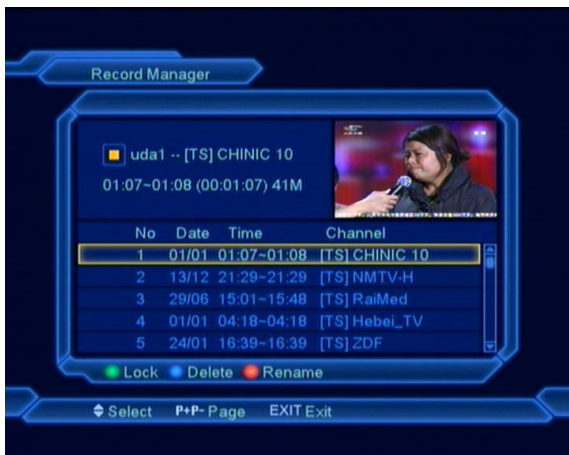 Record Manager
uda1 -- [TS] CHINIC 10
01:07~01:08 (00:01:07) 41M
No Date Time Channel
1 01/01 01:07~01:08 [TS] CHINIC 10
2 13/12 21:29~21:29 [TS] NMTV-H
3 29/06 15:01~15:48 [TS] RaiMed
4 01/01 04:18~04:18 [TS] Hebei_TV
5 24/01 16:39~16:39 [TS] ZDF
Lock Delete Rename
Select P+P- Page EXIT Exit